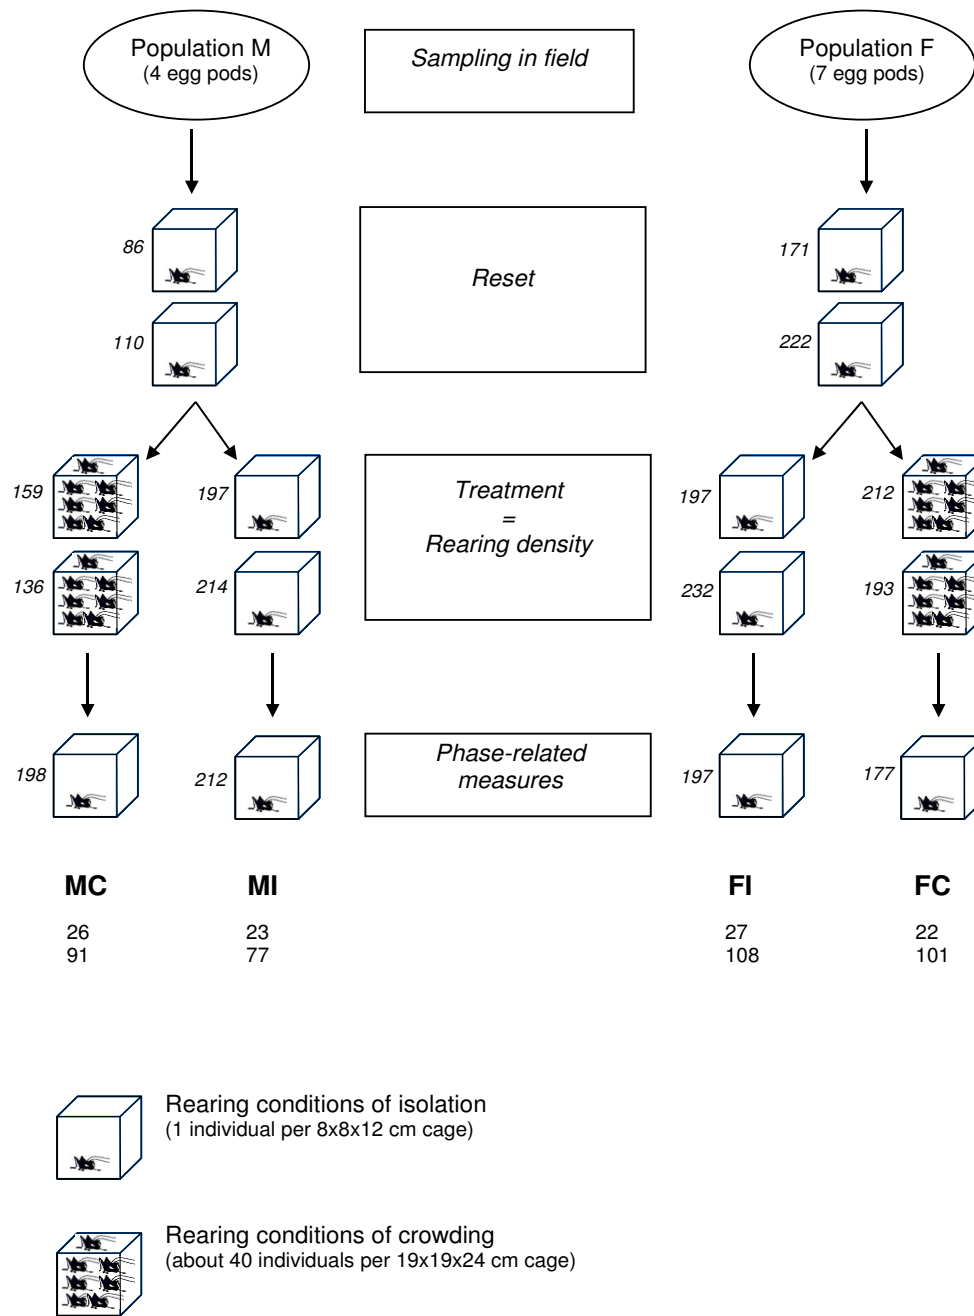 Population M
(4 egg pods)
Sampling in field
Population F
(7 egg pods)
86
171
Reset
110
222
159
197
Treatment
=
Rearing density
197
212
136
214
232
193
Phase-related
measures
198
212
197
177
MC
MI
FI
FC
26
23
27
22
91
77
108
101
Rearing conditions of isolation
(1 individual per 8x8x12 cm cage)
Rearing conditions of crowding
(about 40 individuals per 19x19x24 cm cage)